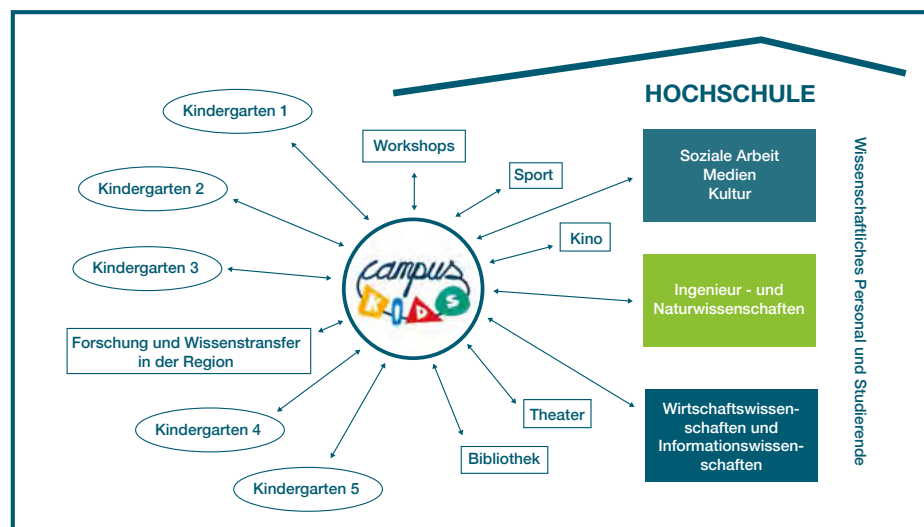 HOCHSCHULE
Kindergarten 1
Workshops
Soziale Arbeit
Medien
Kultur
Sport
Kindergarten 2
Kino
Kindergarten 3
campus
KIDS
Ingenieur - und
Naturwissenschaften
Forschung und Wissenstransfer
in der Region
Kindergarten 4
Theater
Wirtschaftswissen-
schaften und
Informationswissen-
schaften
Bibliothek
Kindergarten 5
Wissenschaftliches Personal und Studierende